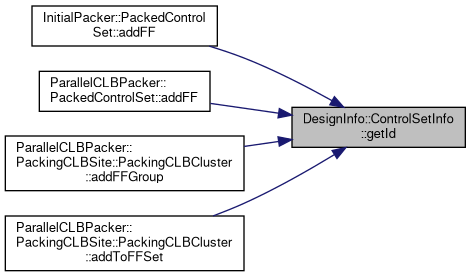 InitialPacker::PackedControl
Set::addFF
ParallelCLBPacker::
PackedControlSet::addFF
DesignInfo::ControlSetInfo
::getId
ParallelCLBPacker::
PackingCLBSite::PackingCLBCluster
::addFFGroup
ParallelCLBPacker::
PackingCLBSite::PackingCLBCluster
::addToFFSet